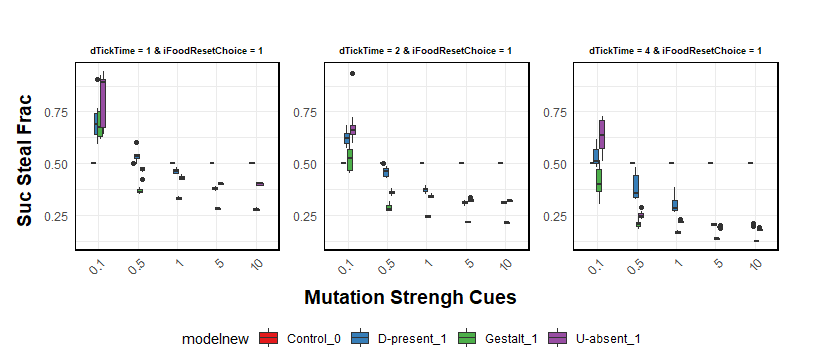 dTickTime = 1 & iFoodResetChoice = 1
dTickTime = 2 & iFoodResetChoice = 1
dTickTime = 4 & iFoodResetChoice = 1
Suc Steal Frac
0.75
0.50
0.25
0.75
0.50
0.25
0.75
0.50
0.25
0.1 0.5 1 5 10
0.1 0.5 1 5 10
0.1 0.5 1 5 10
Mutation Strengh Cues
modelnew Control_0 D-present_1 Gestalt_1 U-absent_1